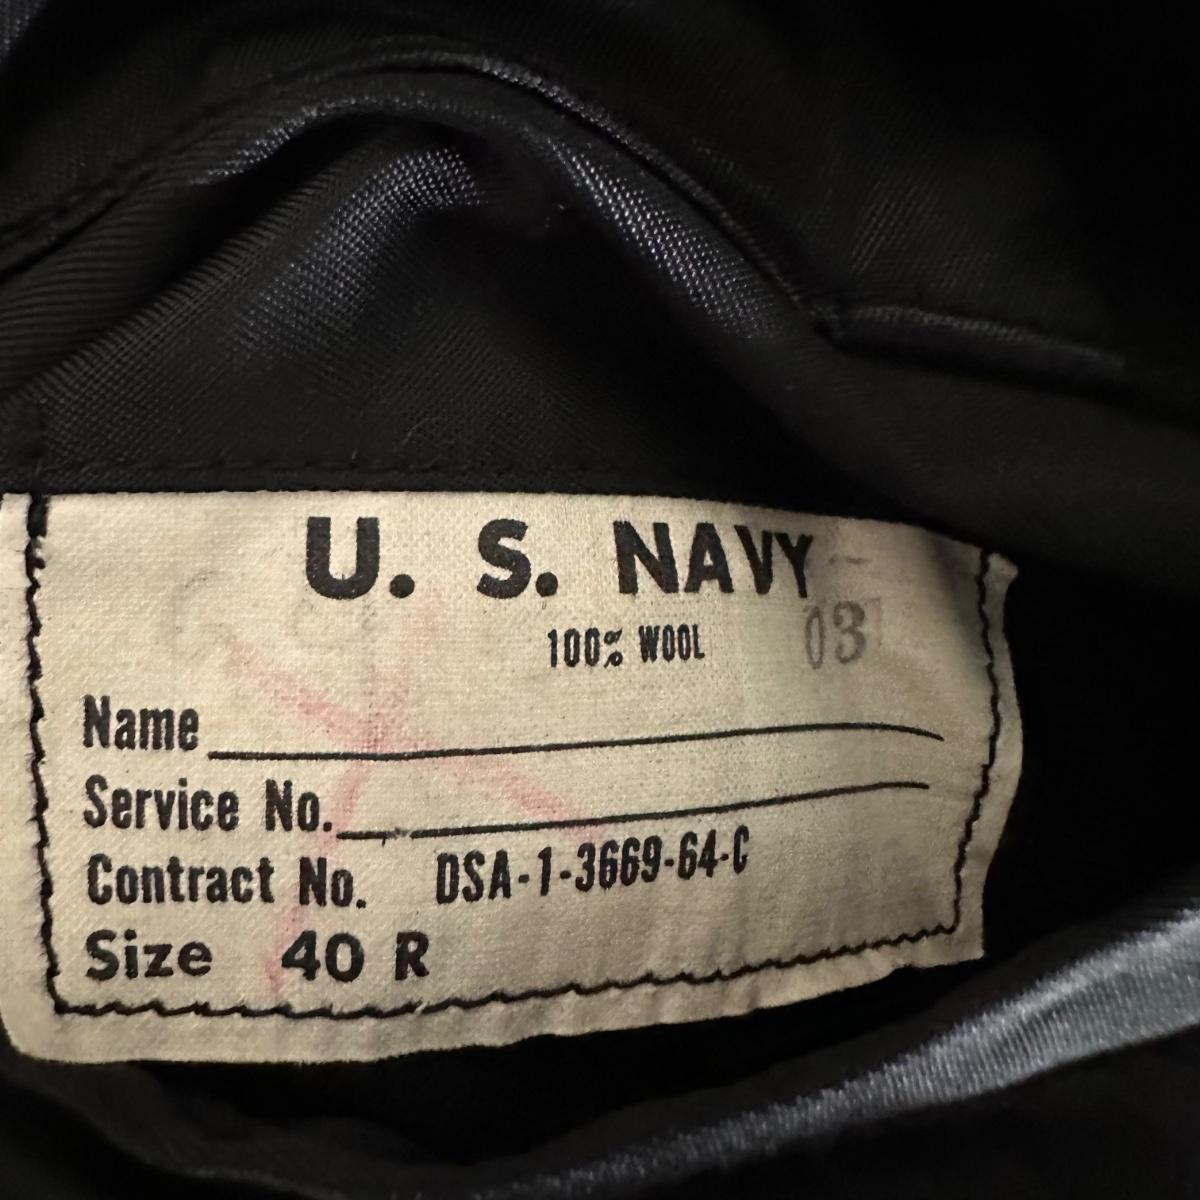 U. S. NAVY
100% WOOL 03
Name
Service No.
Contract No. DSA-1-3669-64-C
Size 40 R